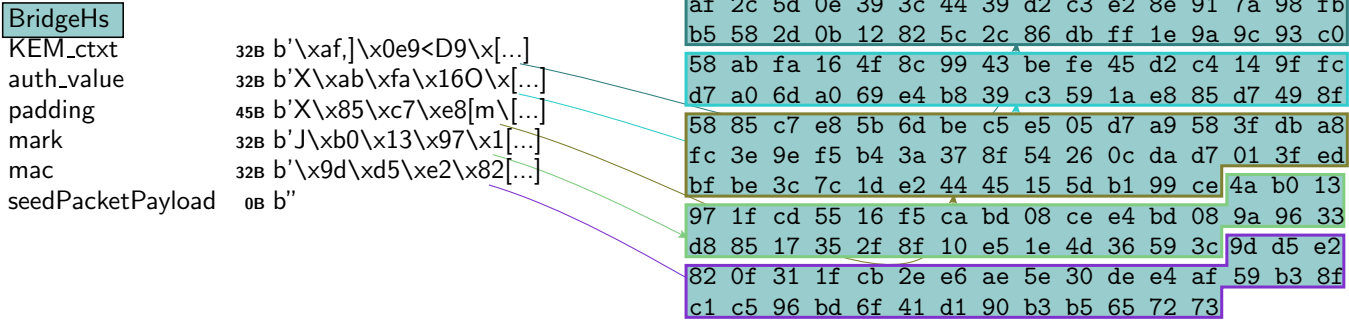 BridgeHs
KEM_ctxt 32B b'\xaf,]\x0e9<D9\x[...]
auth_value 32B b'X\xab\xfa\x16O\x[...]
padding 45B b'X\x85\xc7\xe8[m\[...]
mark 32B b'J\xb0\x13\x97\x1[...]
mac 32B b'\x9d\xd5\xe2\x82[...]
seedPacketPayload 0B b''
af 2c 5d 0e 39 3c 44 39 d2 c3 e2 8e 91 7a 98 fb
b5 58 2d 0b 12 82 5c 2c 86 db ff 1e 9a 9c 93 c0
58 ab fa 16 4f 8c 99 43 be fe 45 d2 c4 14 9f fc
d7 a0 6d a0 69 e4 b8 39 c3 59 1a e8 85 d7 49 8f
58 85 c7 e8 5b 6d be c5 e5 05 d7 a9 58 3f db a8
fc 3e 9e f5 b4 3a 37 8f 54 26 0c da d7 01 3f ed
bf be 3c 7c 1d e2 44 45 15 5d b1 99 ce 4a b0 13
97 1f cd 55 16 f5 ca bd 08 ce e4 bd 08 9a 96 33
d8 85 17 35 2f 8f 10 e5 1e 4d 36 59 3c 9d d5 e2
82 0f 31 1f cb 2e e6 ae 5e 30 de e4 af 59 b3 8f
c1 c5 96 bd 6f 41 d1 90 b3 b5 65 72 73